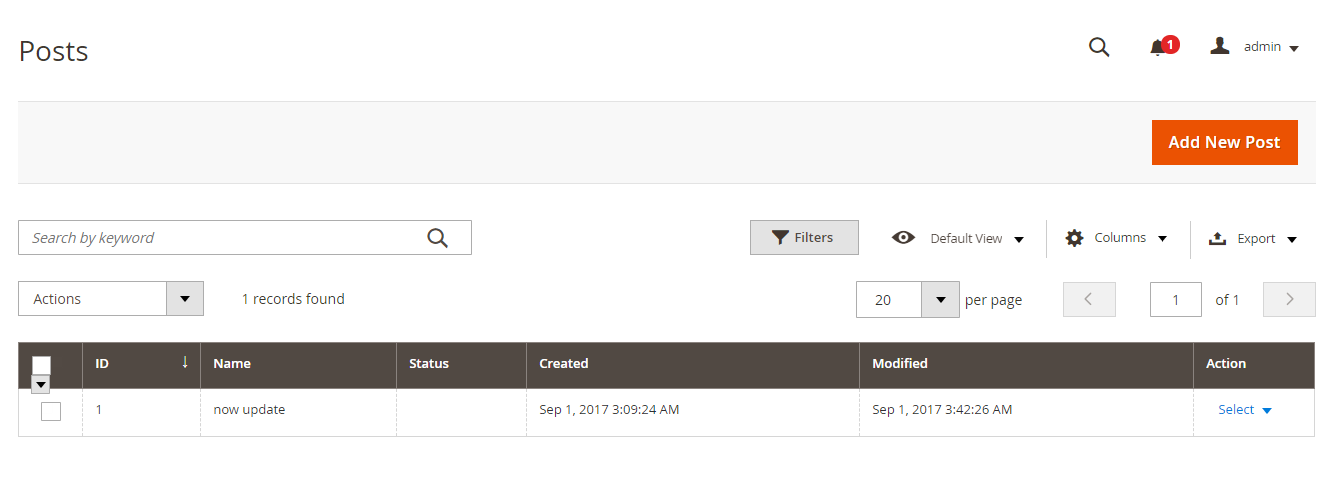 Posts
1
admin
Add New Post
Search by keyword
Filters
Default View
Columns
Export
Actions
1 records found
20
per page
1
of 1
ID ↓ Name Status Created Modified Action
1 now update Sep 1, 2017 3:09:24 AM Sep 1, 2017 3:42:26 AM Select